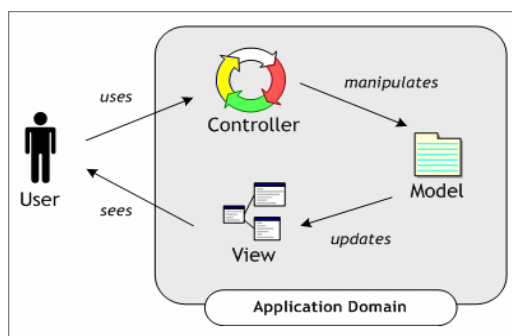 uses
Controller
manipulates
User
Model
sees
View
updates
Application Domain